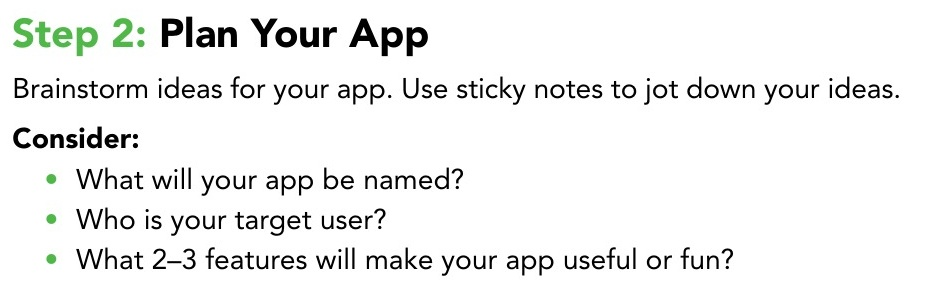 Step 2: Plan Your App
Brainstorm ideas for your app. Use sticky notes to jot down your ideas.
Consider:
• What will your app be named?
• Who is your target user?
• What 2–3 features will make your app useful or fun?